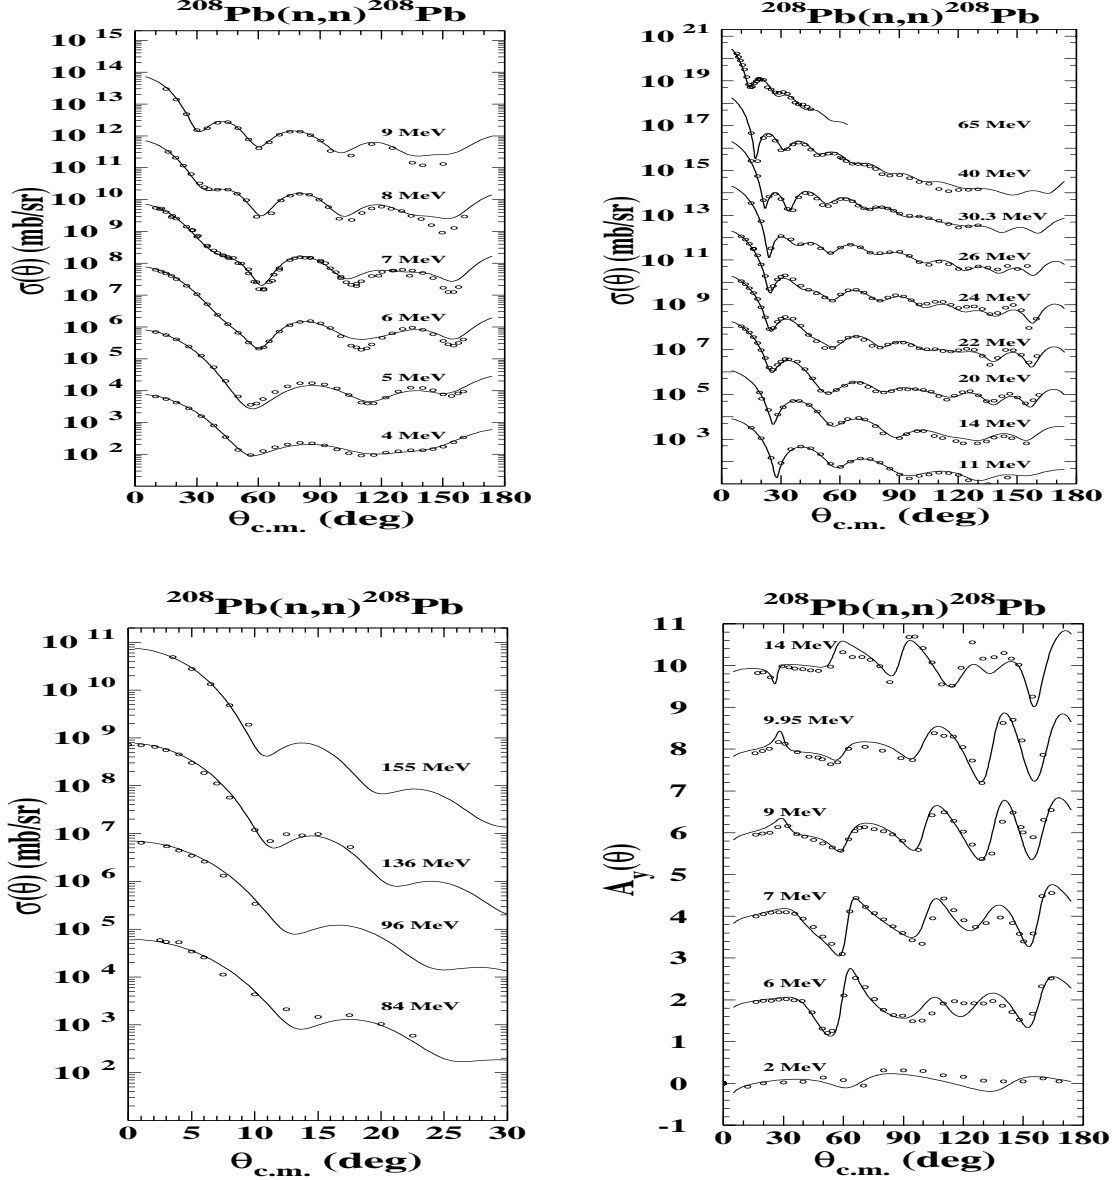 ²⁰⁸Pb(n,n)²⁰⁸Pb
10 15
10 14
10 13
10 12
10 11
10 10
10 9
10 8
10 7
10 6
10 5
10 4
10 3
10 2
σ(θ) (mb/sr)
9 MeV
8 MeV
7 MeV
6 MeV
5 MeV
4 MeV
0 30 60 90 120 150 180
Θc.m. (deg)
²⁰⁸Pb(n,n)²⁰⁸Pb
10 21
10 19
10 17
10 15
10 13
10 11
10 9
10 7
10 5
10 3
σ(θ) (mb/sr)
65 MeV
40 MeV
30.3 MeV
26 MeV
24 MeV
22 MeV
20 MeV
14 MeV
11 MeV
0 30 60 90 120 150 180
Θc.m. (deg)
²⁰⁸Pb(n,n)²⁰⁸Pb
10 11
10 10
10 9
10 8
10 7
10 6
10 5
10 4
10 3
10 2
σ(θ) (mb/sr)
155 MeV
136 MeV
96 MeV
84 MeV
0 5 10 15 20 25 30
Θc.m. (deg)
²⁰⁸Pb(n,n)²⁰⁸Pb
11
10
9
8
7
6
5
4
3
2
1
0
-1
Ay(θ)
14 MeV
9.95 MeV
9 MeV
7 MeV
6 MeV
2 MeV
0 30 60 90 120 150 180
Θc.m. (deg)